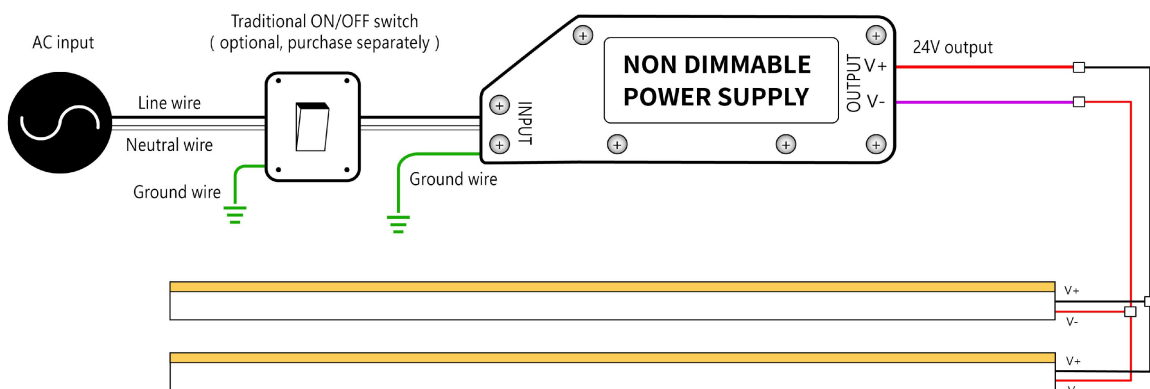 Traditional ON/OFF switch
( optional, purchase separately )
AC input
Line wire
Neutral wire
Ground wire
Ground wire
INPUT
NON DIMMABLE
POWER SUPPLY
OUTPUT
V+
V-
24V output
V+
V-
V+